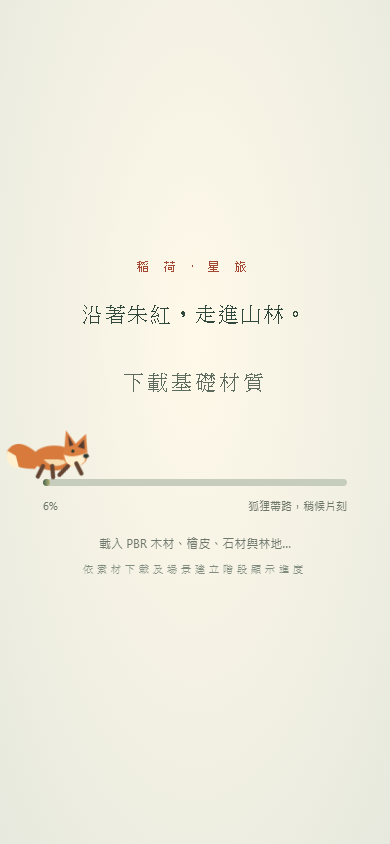 稲荷·星旅
沿著朱紅，走進山林。
下載基礎材質
6% 狐狸帶路，稍候片刻
載入 PBR 木材、檜皮、石材與林地...
依素材下載及場景建立階段顯示進度